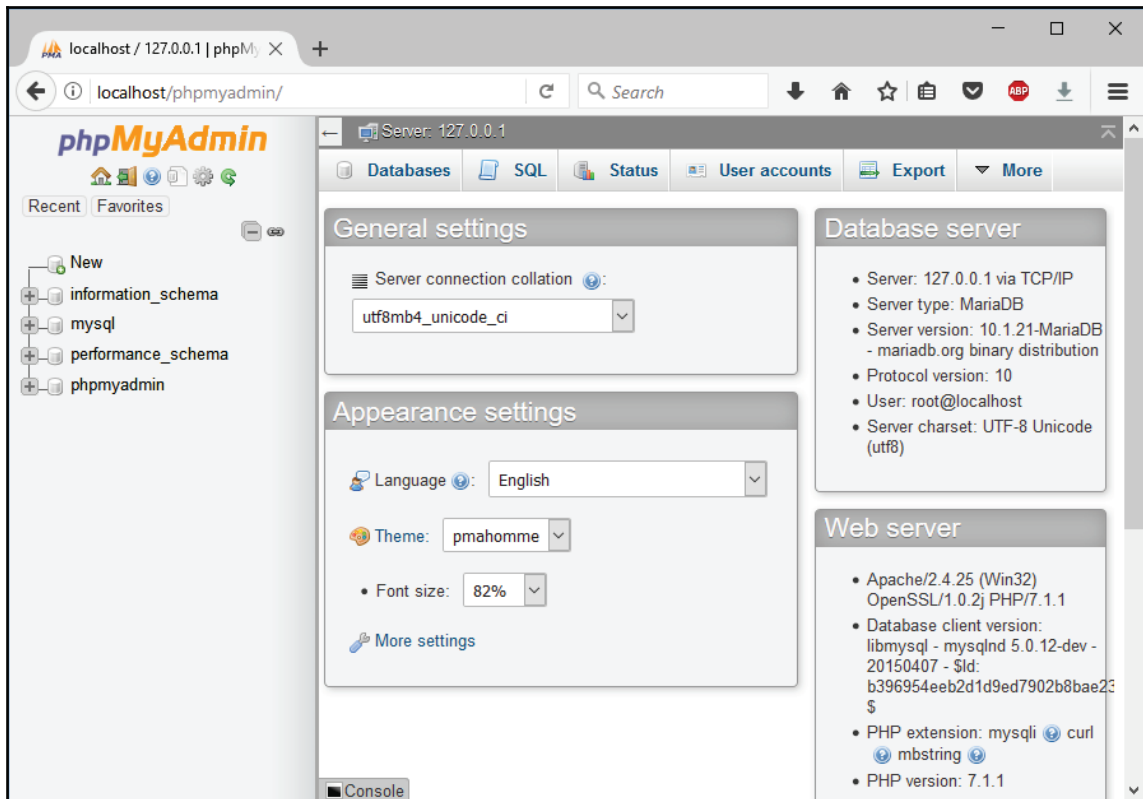 localhost / 127.0.0.1 | phpMy
localhost/phpmyadmin/
Search
ABP
phpMyAdmin
Recent Favorites
New
information_schema
mysql
performance_schema
phpmyadmin
Server: 127.0.0.1
Databases SQL Status User accounts Export More
General settings
Server connection collation :
utf8mb4_unicode_ci
Appearance settings
Language : English
Theme: pmahomme
Font size: 82%
More settings
Database server
Server: 127.0.0.1 via TCP/IP
Server type: MariaDB
Server version: 10.1.21-MariaDB
- mariadb.org binary distribution
Protocol version: 10
User: root@localhost
Server charset: UTF-8 Unicode
(utf8)
Web server
Apache/2.4.25 (Win32)
OpenSSL/1.0.2j PHP/7.1.1
Database client version:
libmysql - mysqlnd 5.0.12-dev -
20150407 - $Id:
b396954eeb2d1d9ed7902b8bae23
$
PHP extension: mysqli curl
mbstring
PHP version: 7.1.1
Console